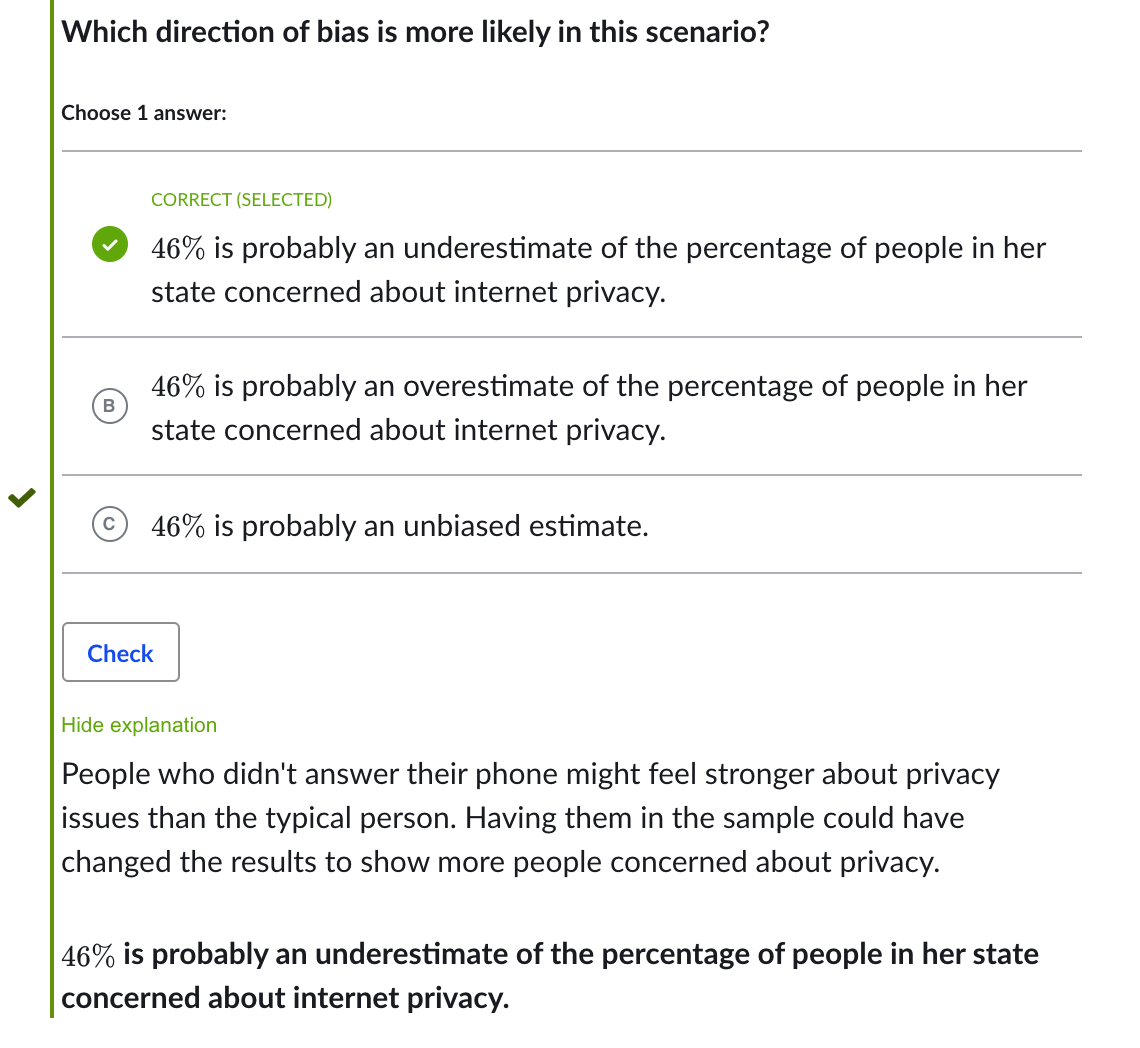 Which direction of bias is more likely in this scenario?
Choose 1 answer:
CORRECT (SELECTED)
46% is probably an underestimate of the percentage of people in her
state concerned about internet privacy.
B
46% is probably an overestimate of the percentage of people in her
state concerned about internet privacy.
C
46% is probably an unbiased estimate.
Check
Hide explanation
People who didn't answer their phone might feel stronger about privacy
issues than the typical person. Having them in the sample could have
changed the results to show more people concerned about privacy.
46% is probably an underestimate of the percentage of people in her state
concerned about internet privacy.